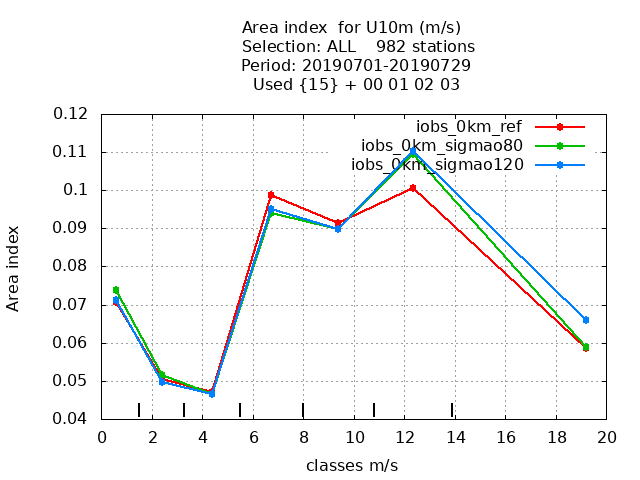 Area index  for U10m (m/s)
Selection: ALL    982 stations
Period: 20190701-20190729
Used {15} + 00 01 02 03
iobs_0km_ref
iobs_0km_sigmao80
iobs_0km_sigmao120
0.12
0.11
0.1
0.09
0.08
0.07
0.06
0.05
0.04
Area index
0 2 4 6 8 10 12 14 16 18 20
classes m/s